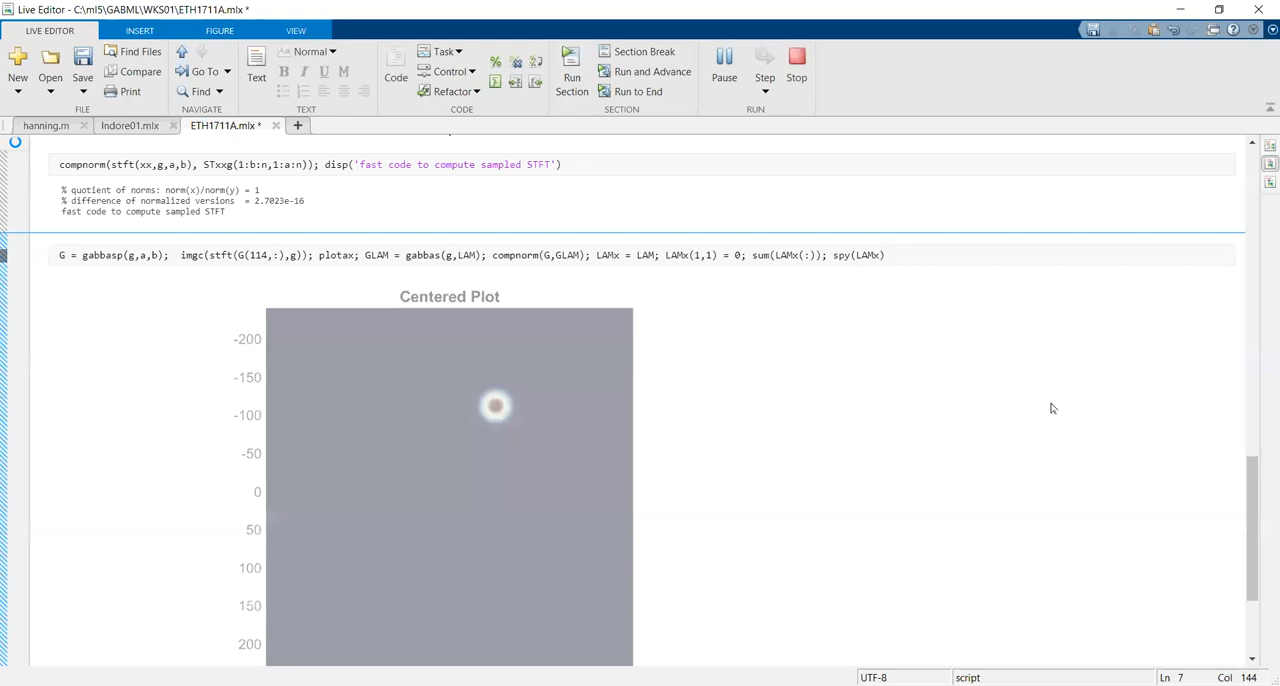 Live Editor - C:\ml5\GABML\WKS01\ETH1711A.mlx *
LIVE EDITOR INSERT FIGURE VIEW
New Open Save Find Files Compare Print
FILE
Go To Find
NAVIGATE
Text Normal B I U M
TEXT
Code Task Control Refactor
CODE
Run Section Section Break Run and Advance Run to End
SECTION
Pause Step Stop
RUN
hanning.m Indore01.mlx ETH1711A.mlx *
compnorm(stft(xx,g,a,b), STxxg(1:b:n,1:a:n)); disp('fast code to compute sampled STFT')
% quotient of norms: norm(x)/norm(y) = 1
% difference of normalized versions = 2.7023e-16
fast code to compute sampled STFT
G = gabbasp(g,a,b); imgc(stft(G(114,:),g)); plotax; GLAM = gabbas(g,LAM); compnorm(G,GLAM); LAMx = LAM; LAMx(1,1) = 0; sum(LAMx(:)); spy(LAMx)
Centered Plot
-200
-150
-100
-50
0
50
100
150
200
UTF-8 script Ln 7 Col 144